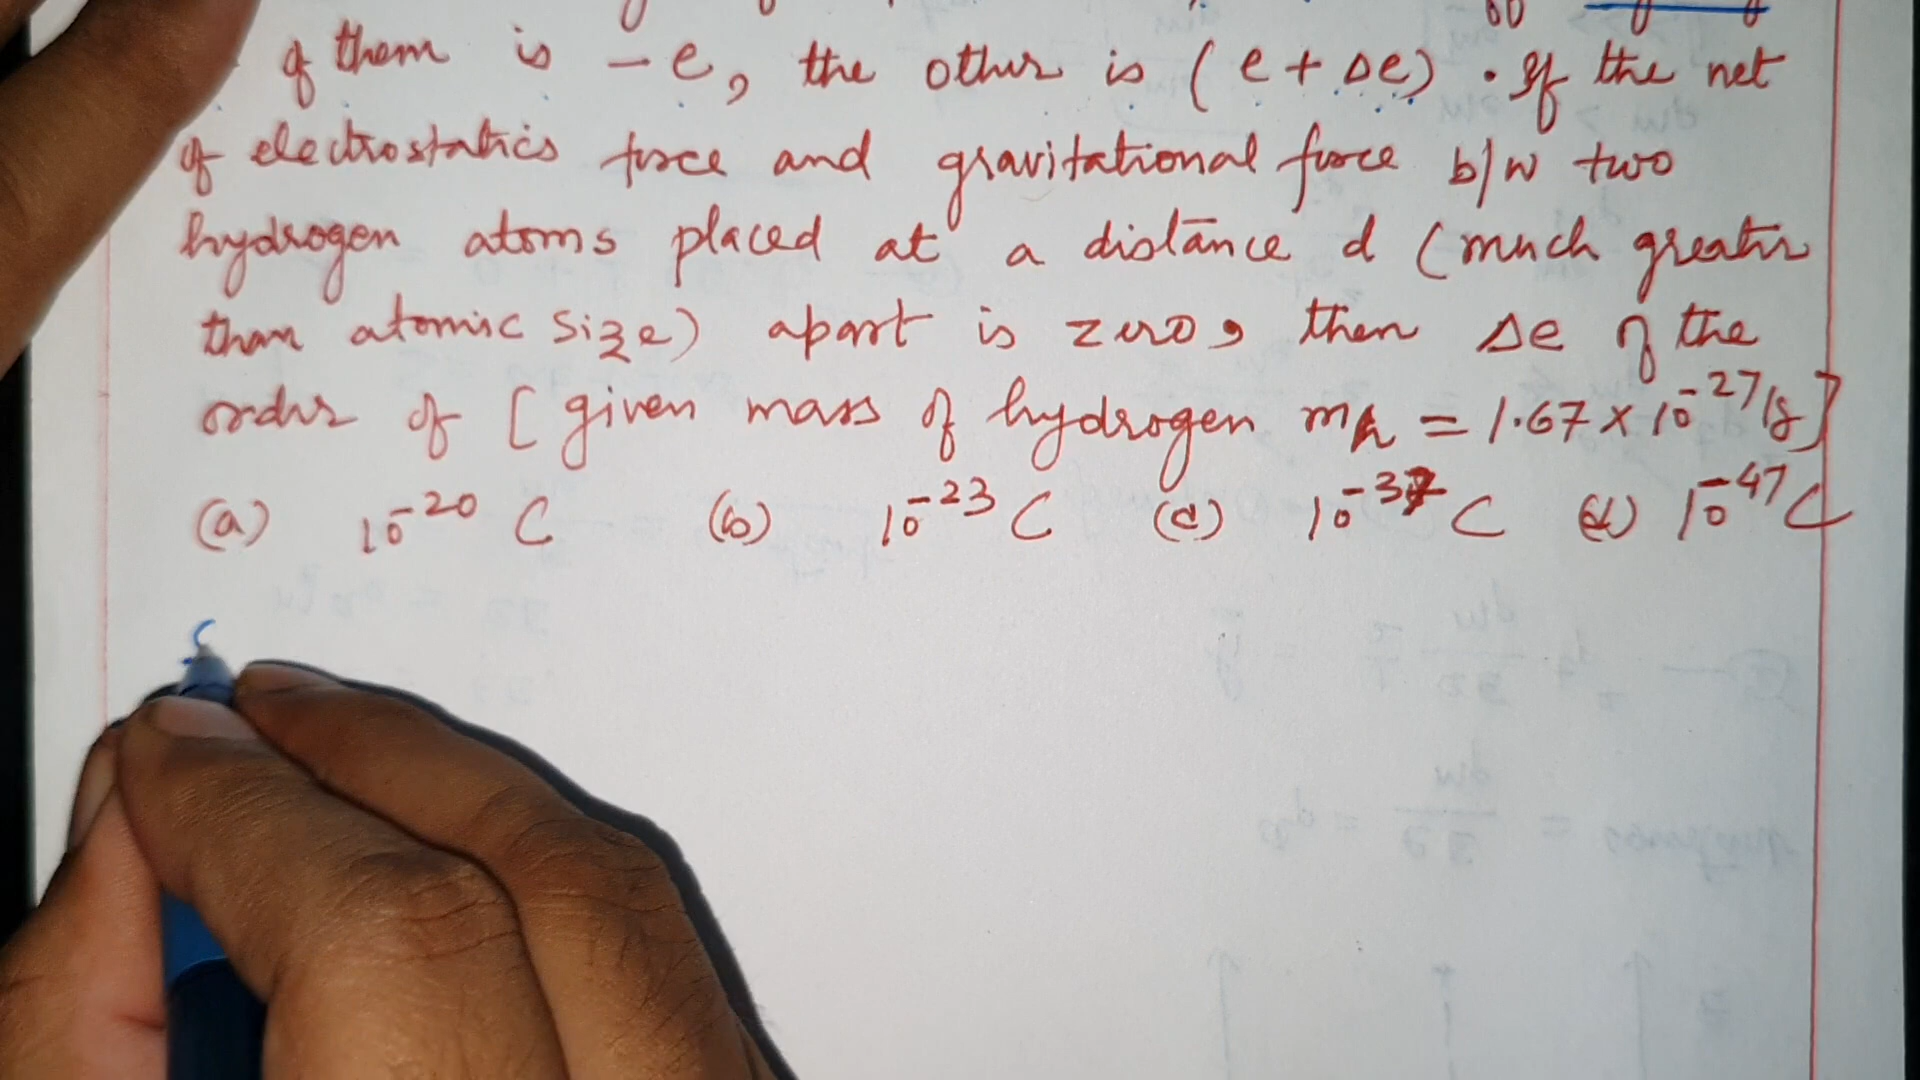 of them is - e, the other is (e + Δe). If the net
of electrostatics force and gravitational force b/w two
hydrogen atoms placed at a distance d (much greater
than atomic size) apart is zero, then Δe of the
order of [given mass of hydrogen mh = 1.67 × 10^-27 kg]
(a) 10^-20 C (b) 10^-23 C (c) 10^-37 C (d) 10^-47 C